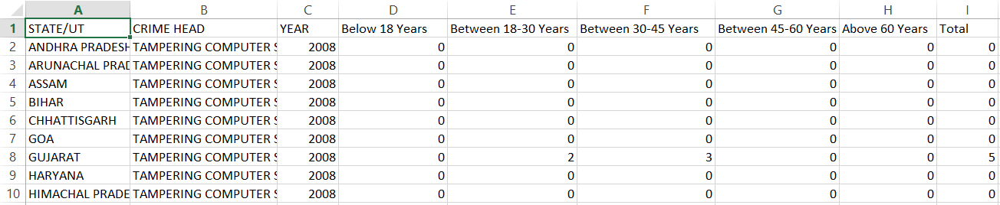 A B C D E F G H I
1 STATE/UT CRIME HEAD YEAR Below 18 Years Between 18-30 Years Between 30-45 Years Between 45-60 Years Above 60 Years Total
2 ANDHRA PRADESH TAMPERING COMPUTER S 2008 0 0 0 0 0 0
3 ARUNACHAL PRAD TAMPERING COMPUTER S 2008 0 0 0 0 0 0
4 ASSAM TAMPERING COMPUTER S 2008 0 0 0 0 0 0
5 BIHAR TAMPERING COMPUTER S 2008 0 0 0 0 0 0
6 CHHATTISGARH TAMPERING COMPUTER S 2008 0 0 0 0 0 0
7 GOA TAMPERING COMPUTER S 2008 0 0 0 0 0 0
8 GUJARAT TAMPERING COMPUTER S 2008 0 2 3 0 0 5
9 HARYANA TAMPERING COMPUTER S 2008 0 0 0 0 0 0
10 HIMACHAL PRADE TAMPERING COMPUTER S 2008 0 0 0 0 0 0